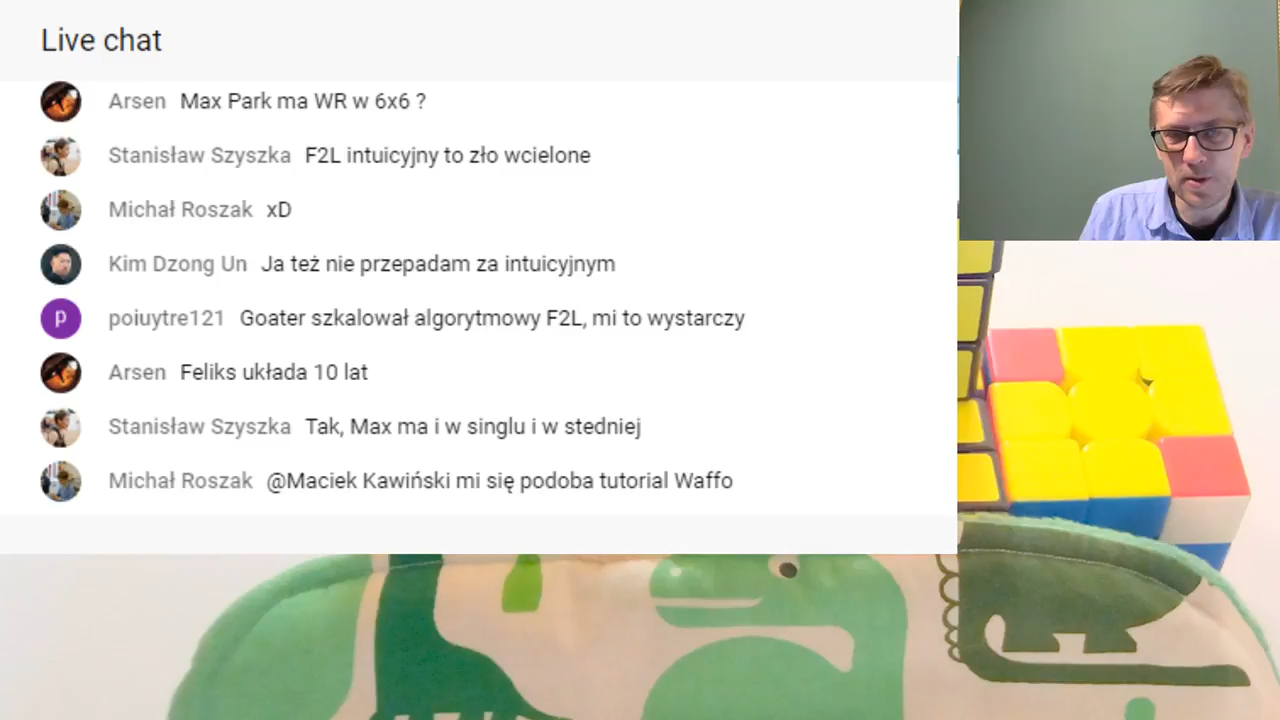 Live chat
Arsen Max Park ma WR w 6x6 ?
Stanisław Szyszka F2L intuicyjny to zło wcielone
Michał Roszak xD
Kim Dzong Un Ja też nie przepadam za intuicyjnym
p poiuytre121 Goater szkalował algorytmowy F2L, mi to wystarczy
Arsen Feliks układa 10 lat
Stanisław Szyszka Tak, Max ma i w singlu i w stedniej
Michał Roszak @Maciek Kawiński mi się podoba tutorial Waffo